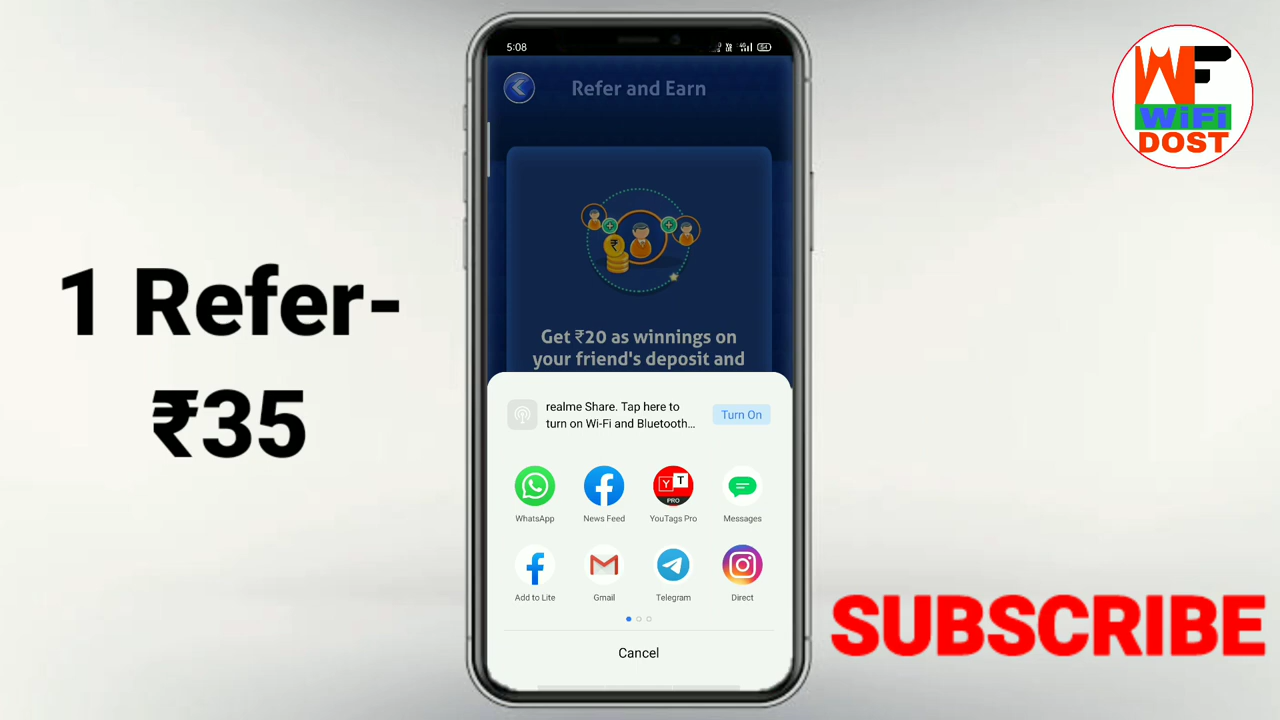 1 Refer-
₹35
5:08
Refer and Earn
₹
Get ₹20 as winnings on
your friend's deposit and
realme Share. Tap here to
turn on Wi-Fi and Bluetooth...
Turn On
Y T
PRO
WhatsApp
News Feed
YouTags Pro
Messages
Add to Lite
Gmail
Telegram
Direct
Cancel
WF
WiFi
DOST
SUBSCRIBE